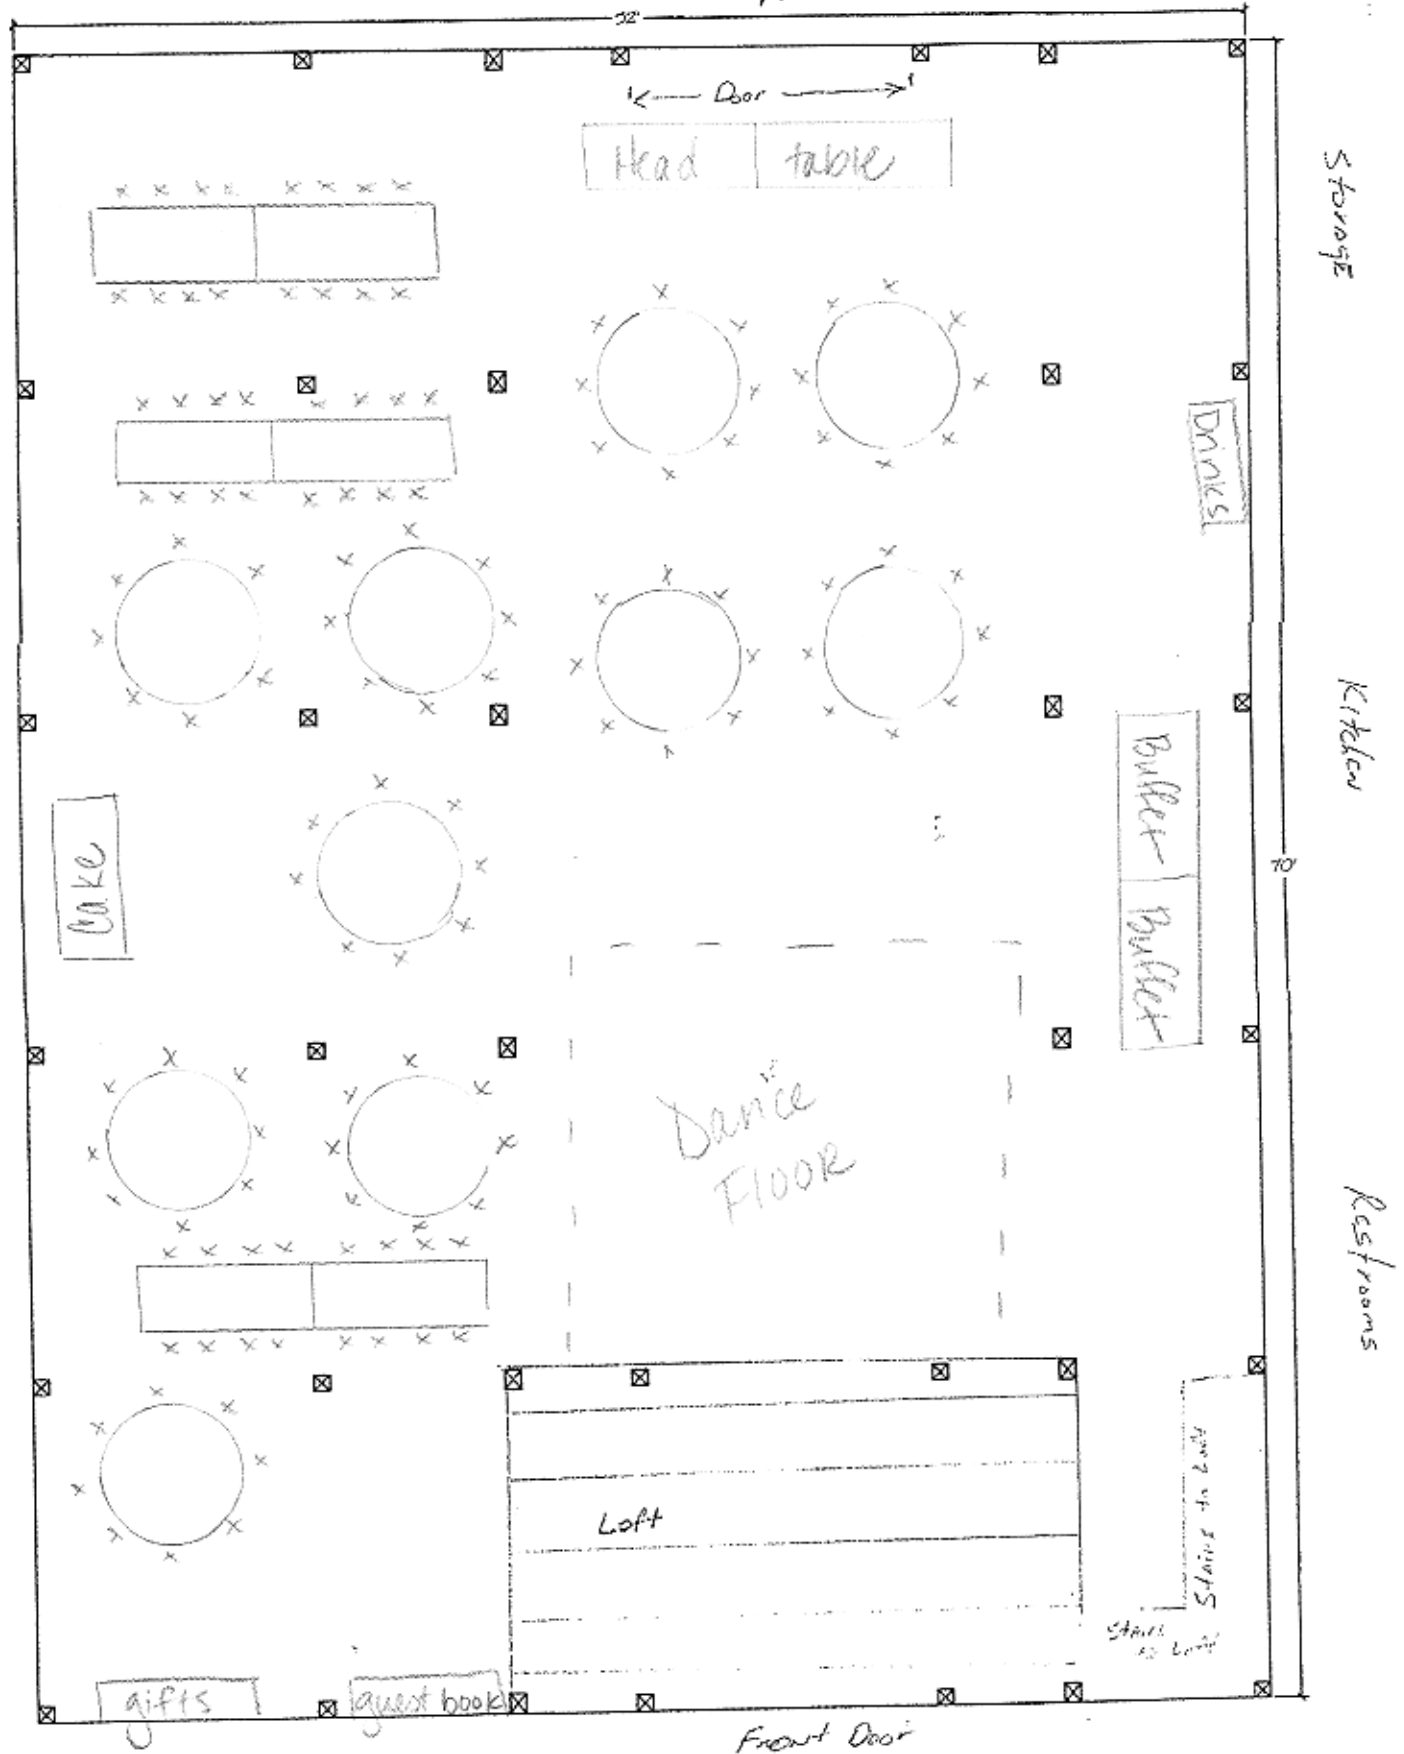 52'
Door
Head table
Storage
Drinks
Kitchen
Buffet
Buffet
70'
Cake
Dance
Floor
Restrooms
Loft
Stairs to Loft
Stairs
to Loft
gifts
guest book
Front Door